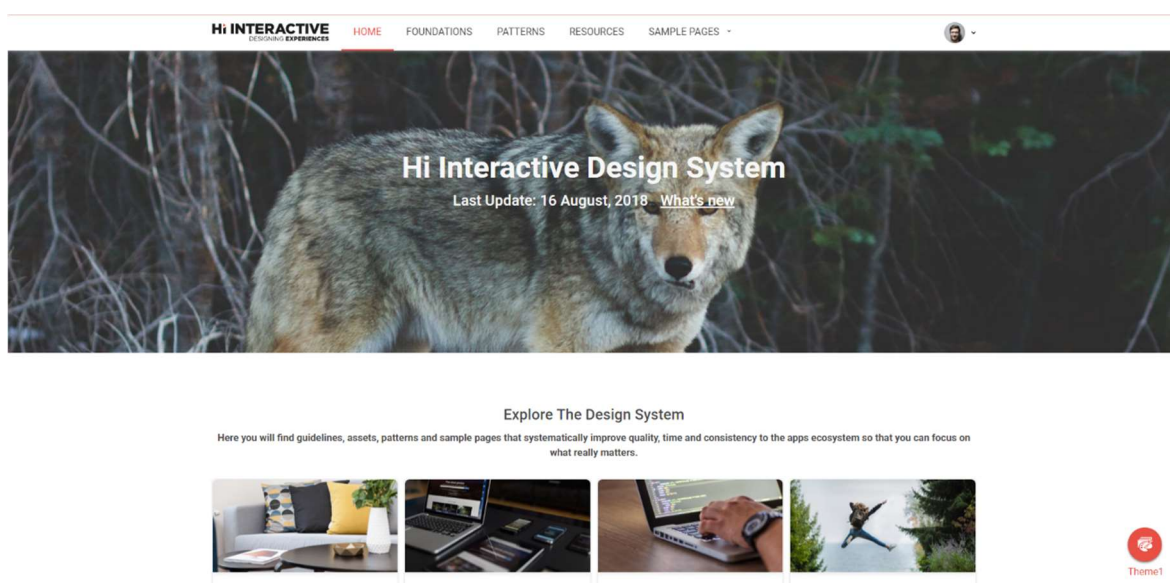 Hi INTERACTIVE
DESIGNING EXPERIENCES
HOME FOUNDATIONS PATTERNS RESOURCES SAMPLE PAGES
Hi Interactive Design System
Last Update: 16 August, 2018 What's new
Explore The Design System
Here you will find guidelines, assets, patterns and sample pages that systematically improve quality, time and consistency to the apps ecosystem so that you can focus on
what really matters.
Theme1